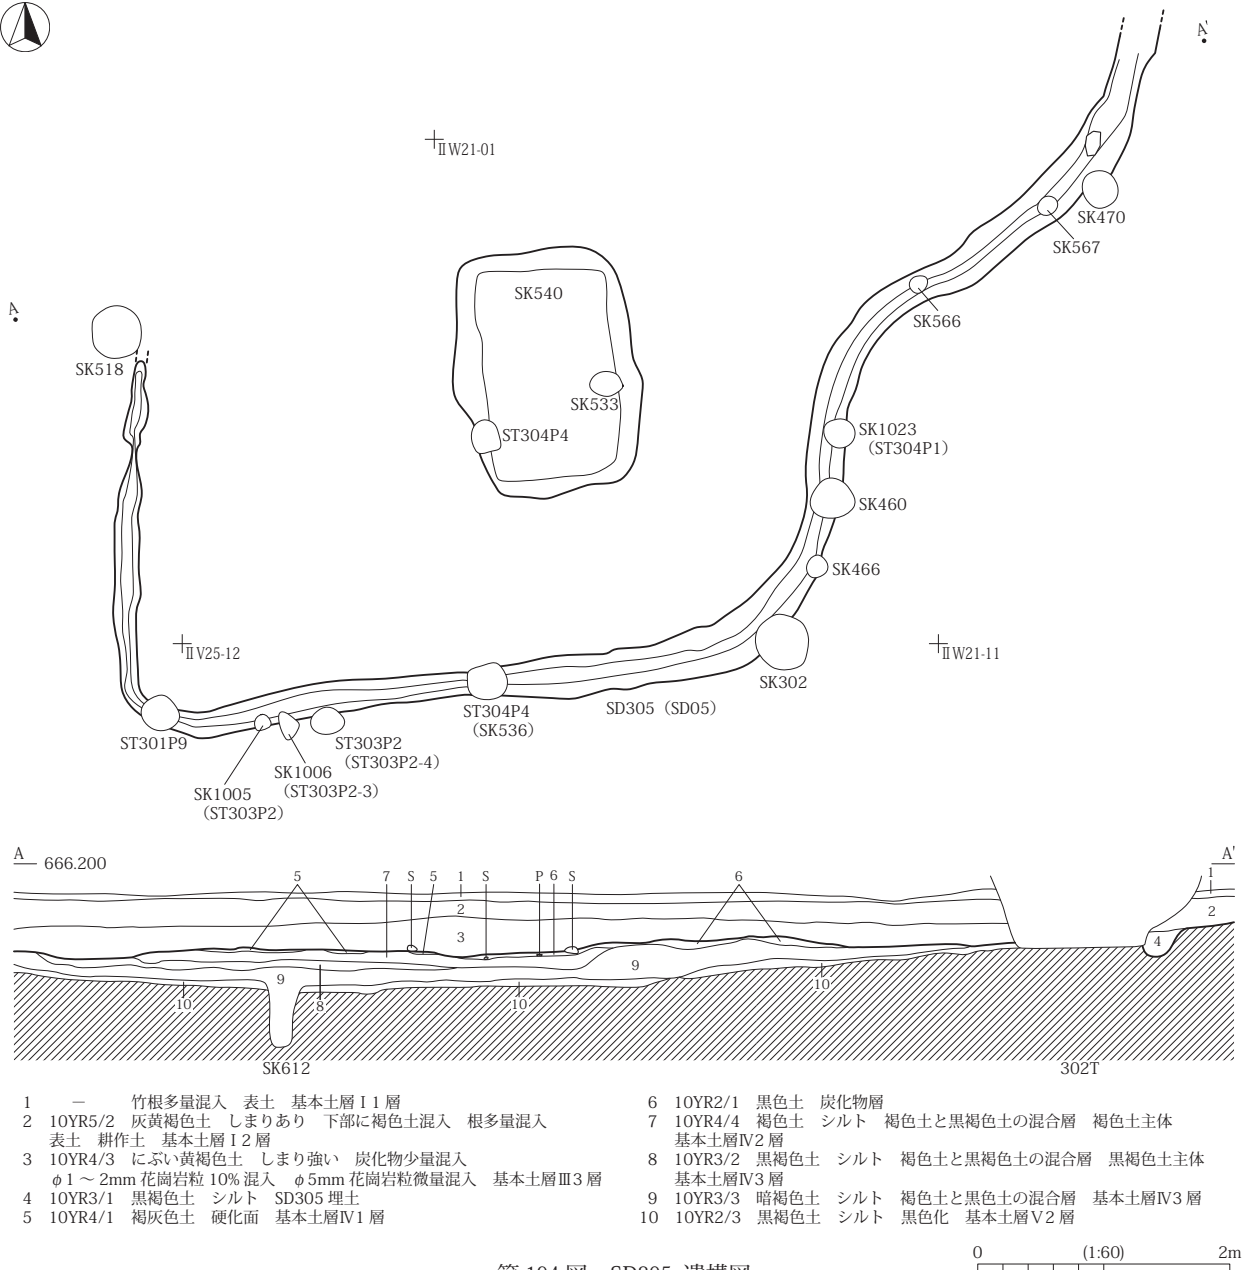 A'
ⅡW21-01
SK470
SK567
SK540
A
SK566
SK518
SK533
SK1023
（ST304P1）
ST304P4
SK460
SK466
ⅡV25-12
ⅡW21-11
SK302
ST304P4
（SK536）
SD305（SD05）
ST301P9
ST303P2
（ST303P2-4）
SK1006
（ST303P2-3）
SK1005
（ST303P2）
A
666.200
A'
5 7 S 5 1 S P 6 S 6 1
2 2
3 4
9 9
10 8 10 10
SK612 302T
1 － 竹根多量混入 表土 基本土層Ⅰ1層
2 10YR5/2 灰黄褐色土 しまりあり 下部に褐色土混入 根多量混入
表土 耕作土 基本土層Ⅰ2層
3 10YR4/3 にぶい黄褐色土 しまり強い 炭化物少量混入
φ1～2mm花崗岩粒10%混入 φ5mm花崗岩粒微量混入 基本土層Ⅲ3層
4 10YR3/1 黒褐色土 シルト SD305埋土
5 10YR4/1 褐灰色土 硬化面 基本土層Ⅳ1層
6 10YR2/1 黒色土 炭化物層
7 10YR4/4 褐色土 シルト 褐色土と黒褐色土の混合層 褐色土主体
基本土層Ⅳ2層
8 10YR3/2 黒褐色土 シルト 褐色土と黒褐色土の混合層 黒褐色土主体
基本土層Ⅳ3層
9 10YR3/3 暗褐色土 シルト 褐色土と黒色土の混合層 基本土層Ⅳ3層
10 10YR2/3 黒褐色土 シルト 黒色化 基本土層Ⅴ2層
0 (1:60) 2m